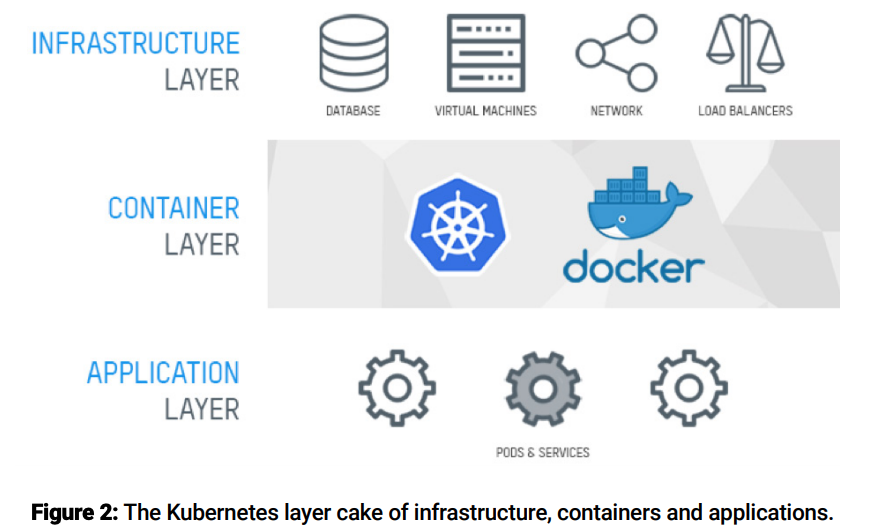 INFRASTRUCTURE
LAYER
DATABASE
VIRTUAL MACHINES
NETWORK
LOAD BALANCERS
CONTAINER
LAYER
docker
APPLICATION
LAYER
PODS & SERVICES
Figure 2: The Kubernetes layer cake of infrastructure, containers and applications.